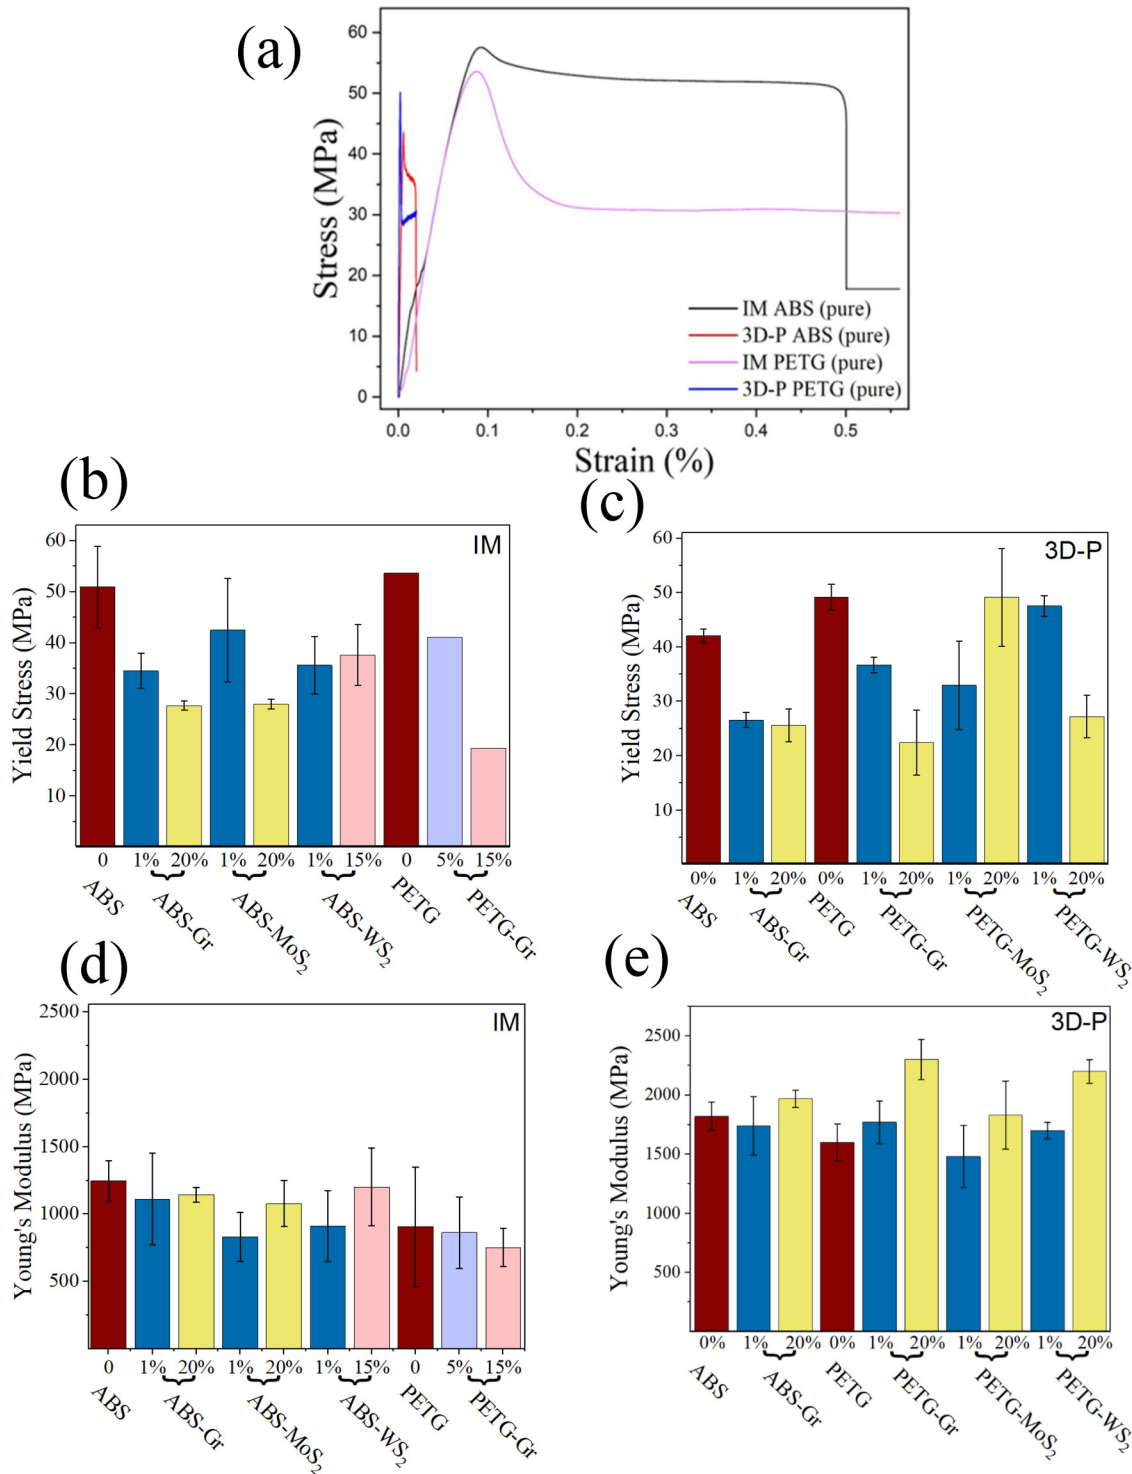 (a)
Stress (MPa)
60
50
40
30
20
10
0
IM ABS (pure)
3D-P ABS (pure)
IM PETG (pure)
3D-P PETG (pure)
0.0 0.1 0.2 0.3 0.4 0.5
Strain (%)
(b)
IM
Yield Stress (MPa)
60
50
40
30
20
10
0 1% 20% 1% 20% 1% 15% 0 5% 15%
ABS ABS-Gr ABS-MoS2 ABS-WS2 PETG PETG-Gr
(c)
3D-P
Yield Stress (MPa)
60
50
40
30
20
10
0% 1% 20% 0% 1% 20% 1% 20% 1% 20%
ABS ABS-Gr PETG PETG-Gr PETG-MoS2 PETG-WS2
(d)
IM
Young's Modulus (MPa)
2500
2000
1500
1000
500
0 1% 20% 1% 20% 1% 15% 0 5% 15%
ABS ABS-Gr ABS-MoS2 ABS-WS2 PETG PETG-Gr
(e)
3D-P
Young's Modulus (MPa)
2500
2000
1500
1000
500
0% 1% 20% 0% 1% 20% 1% 20% 1% 20%
ABS ABS-Gr PETG PETG-Gr PETG-MoS2 PETG-WS2